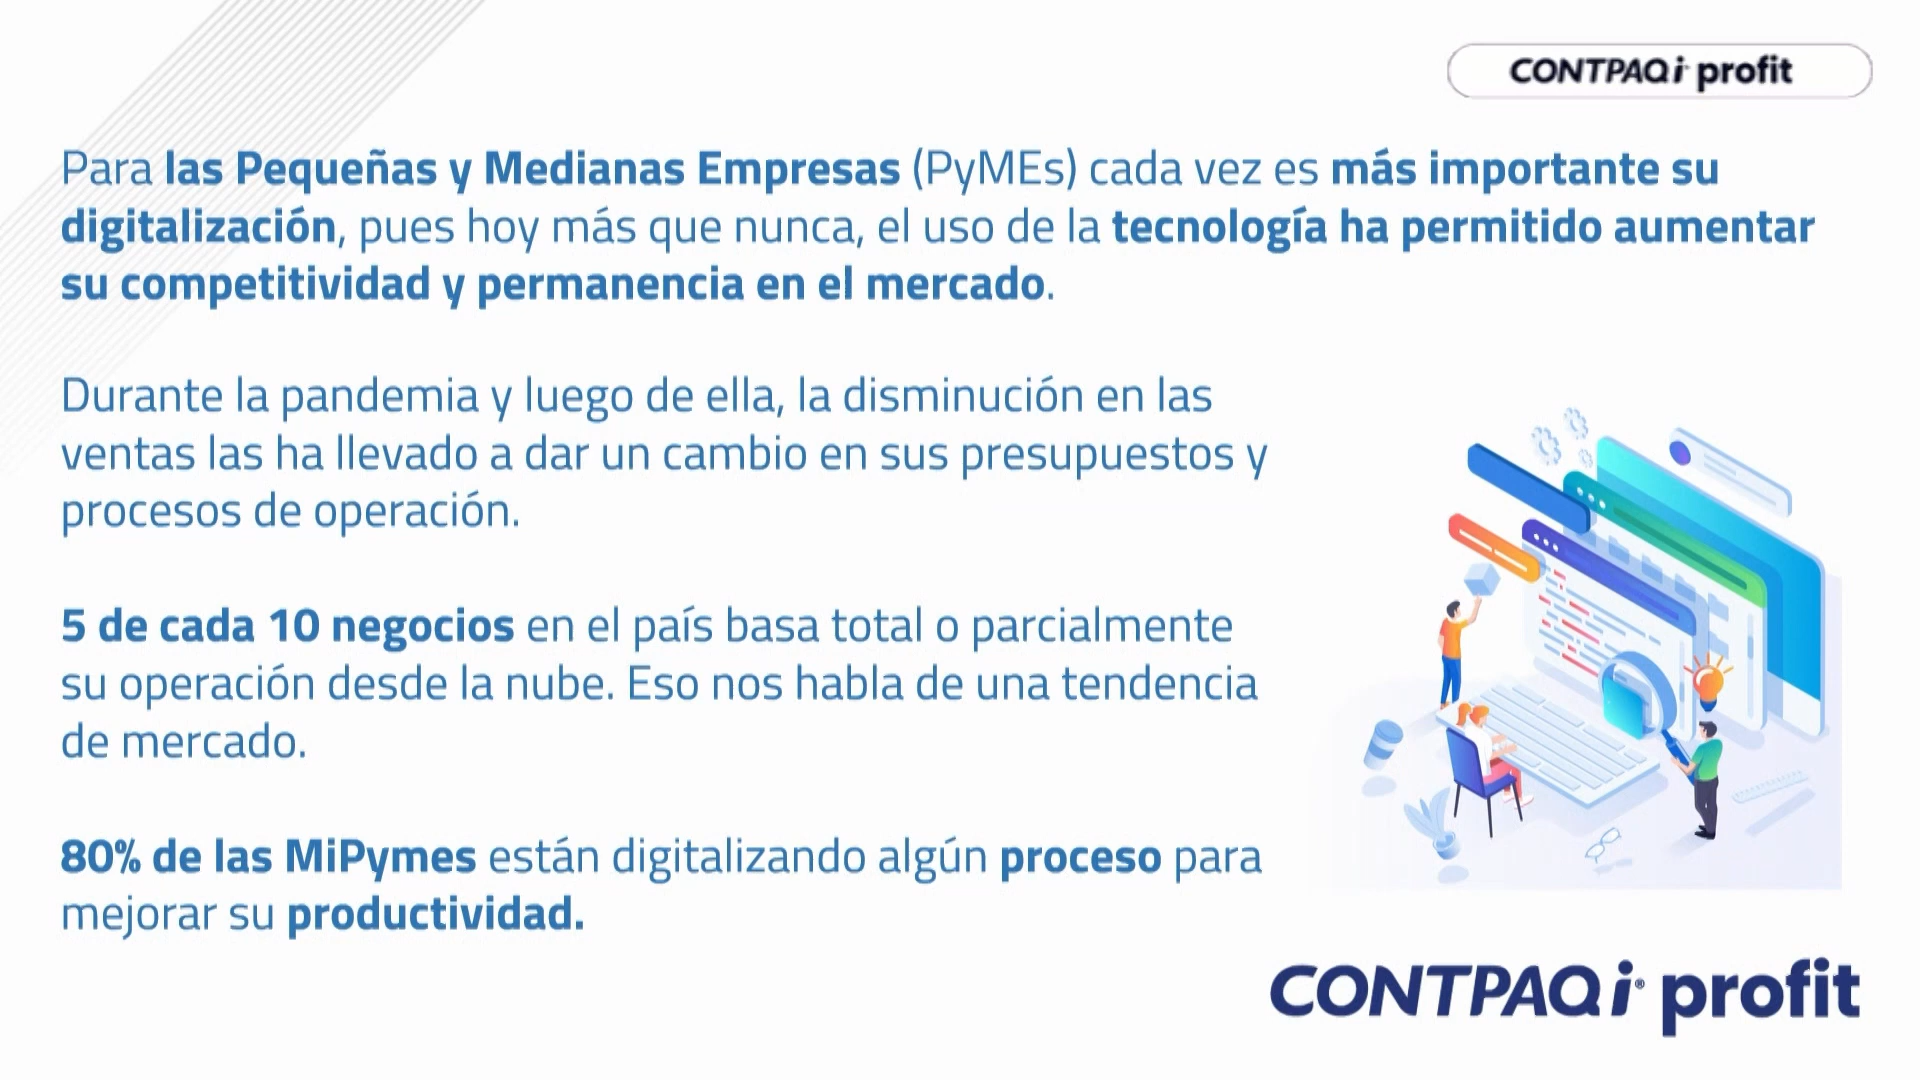 CONTPAQi profit
Para las Pequeñas y Medianas Empresas (PyMEs) cada vez es más importante su
digitalización, pues hoy más que nunca, el uso de la tecnología ha permitido aumentar
su competitividad y permanencia en el mercado.
Durante la pandemia y luego de ella, la disminución en las
ventas las ha llevado a dar un cambio en sus presupuestos y
procesos de operación.
5 de cada 10 negocios en el país basa total o parcialmente
su operación desde la nube. Eso nos habla de una tendencia
de mercado.
80% de las MiPymes están digitalizando algún proceso para
mejorar su productividad.
CONTPAQi® profit